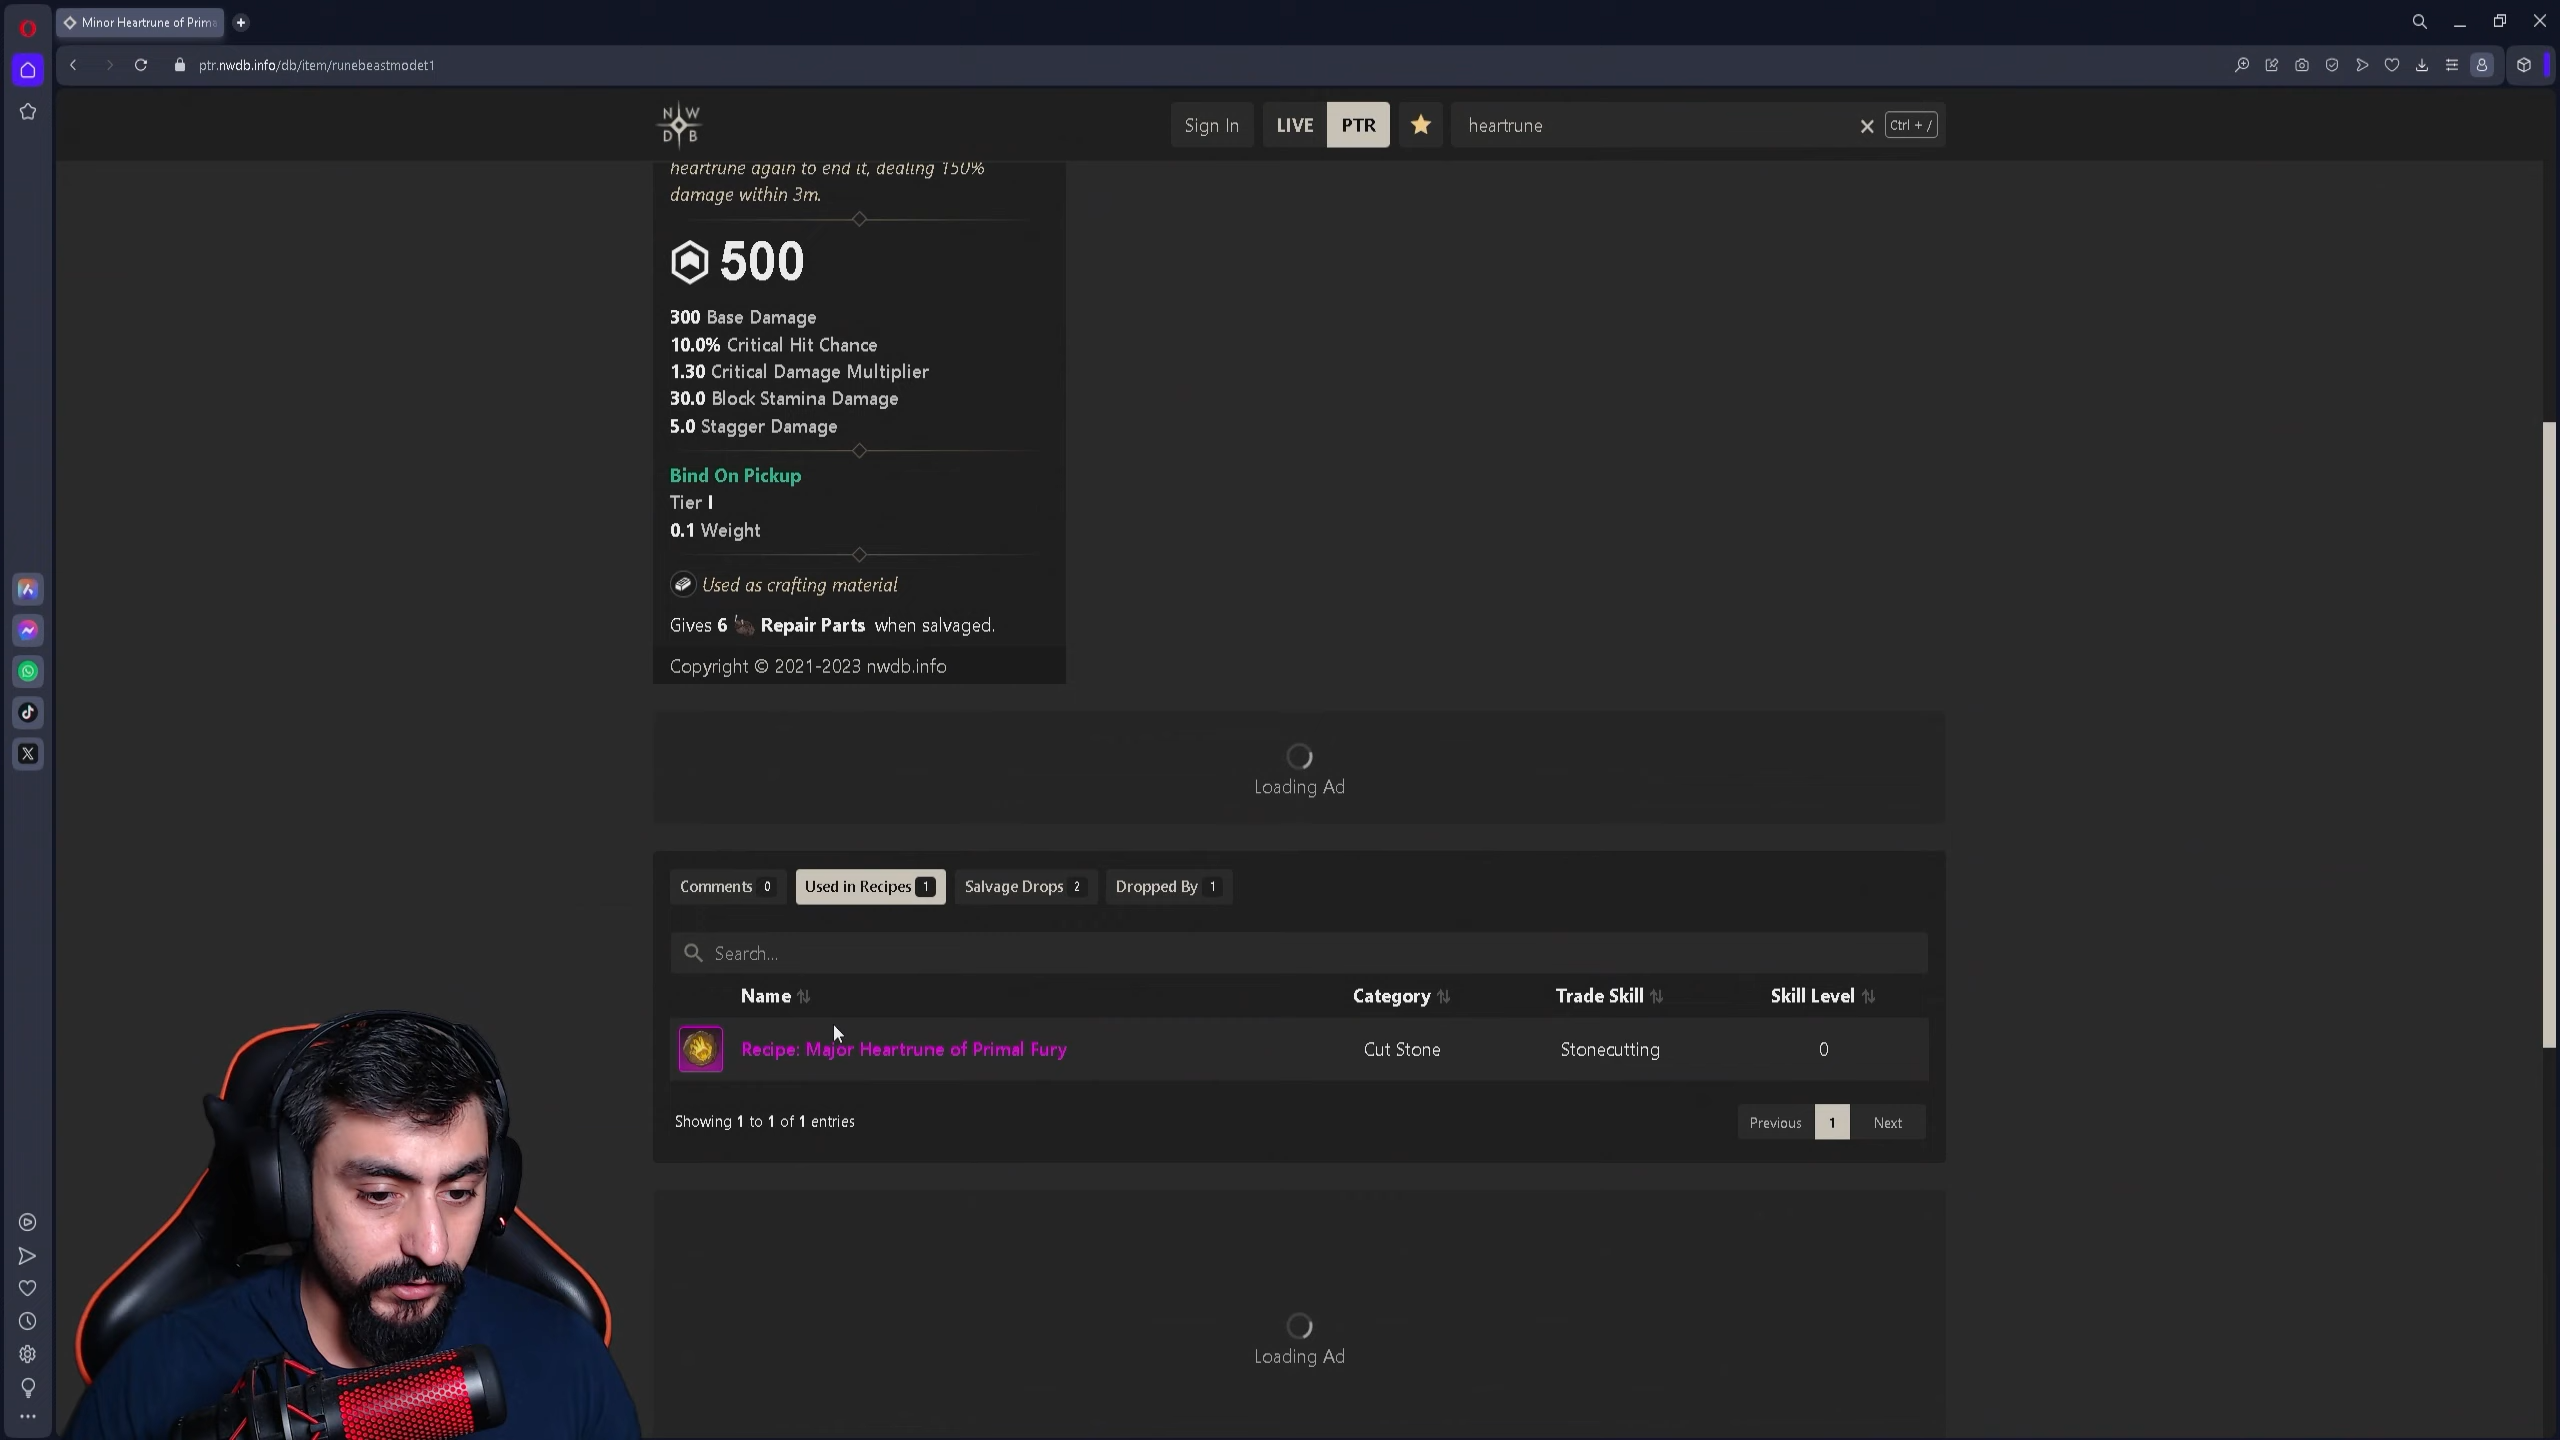 Minor Heartrune of Prima
ptr.nwdb.info/db/item/runebeastmodet1
N W D B
Sign In
LIVE
PTR
heartrune
Ctrl + /
heartrune again to end it, dealing 150%
damage within 3m.
500
300 Base Damage
10.0% Critical Hit Chance
1.30 Critical Damage Multiplier
30.0 Block Stamina Damage
5.0 Stagger Damage
Bind On Pickup
Tier I
0.1 Weight
Used as crafting material
Gives 6 Repair Parts when salvaged.
Copyright © 2021-2023 nwdb.info
Loading Ad
Comments 0 Used in Recipes 1 Salvage Drops 2 Dropped By 1
Search...
Name Category Trade Skill Skill Level
Recipe: Major Heartrune of Primal Fury Cut Stone Stonecutting 0
Showing 1 to 1 of 1 entries
Previous 1 Next
Loading Ad